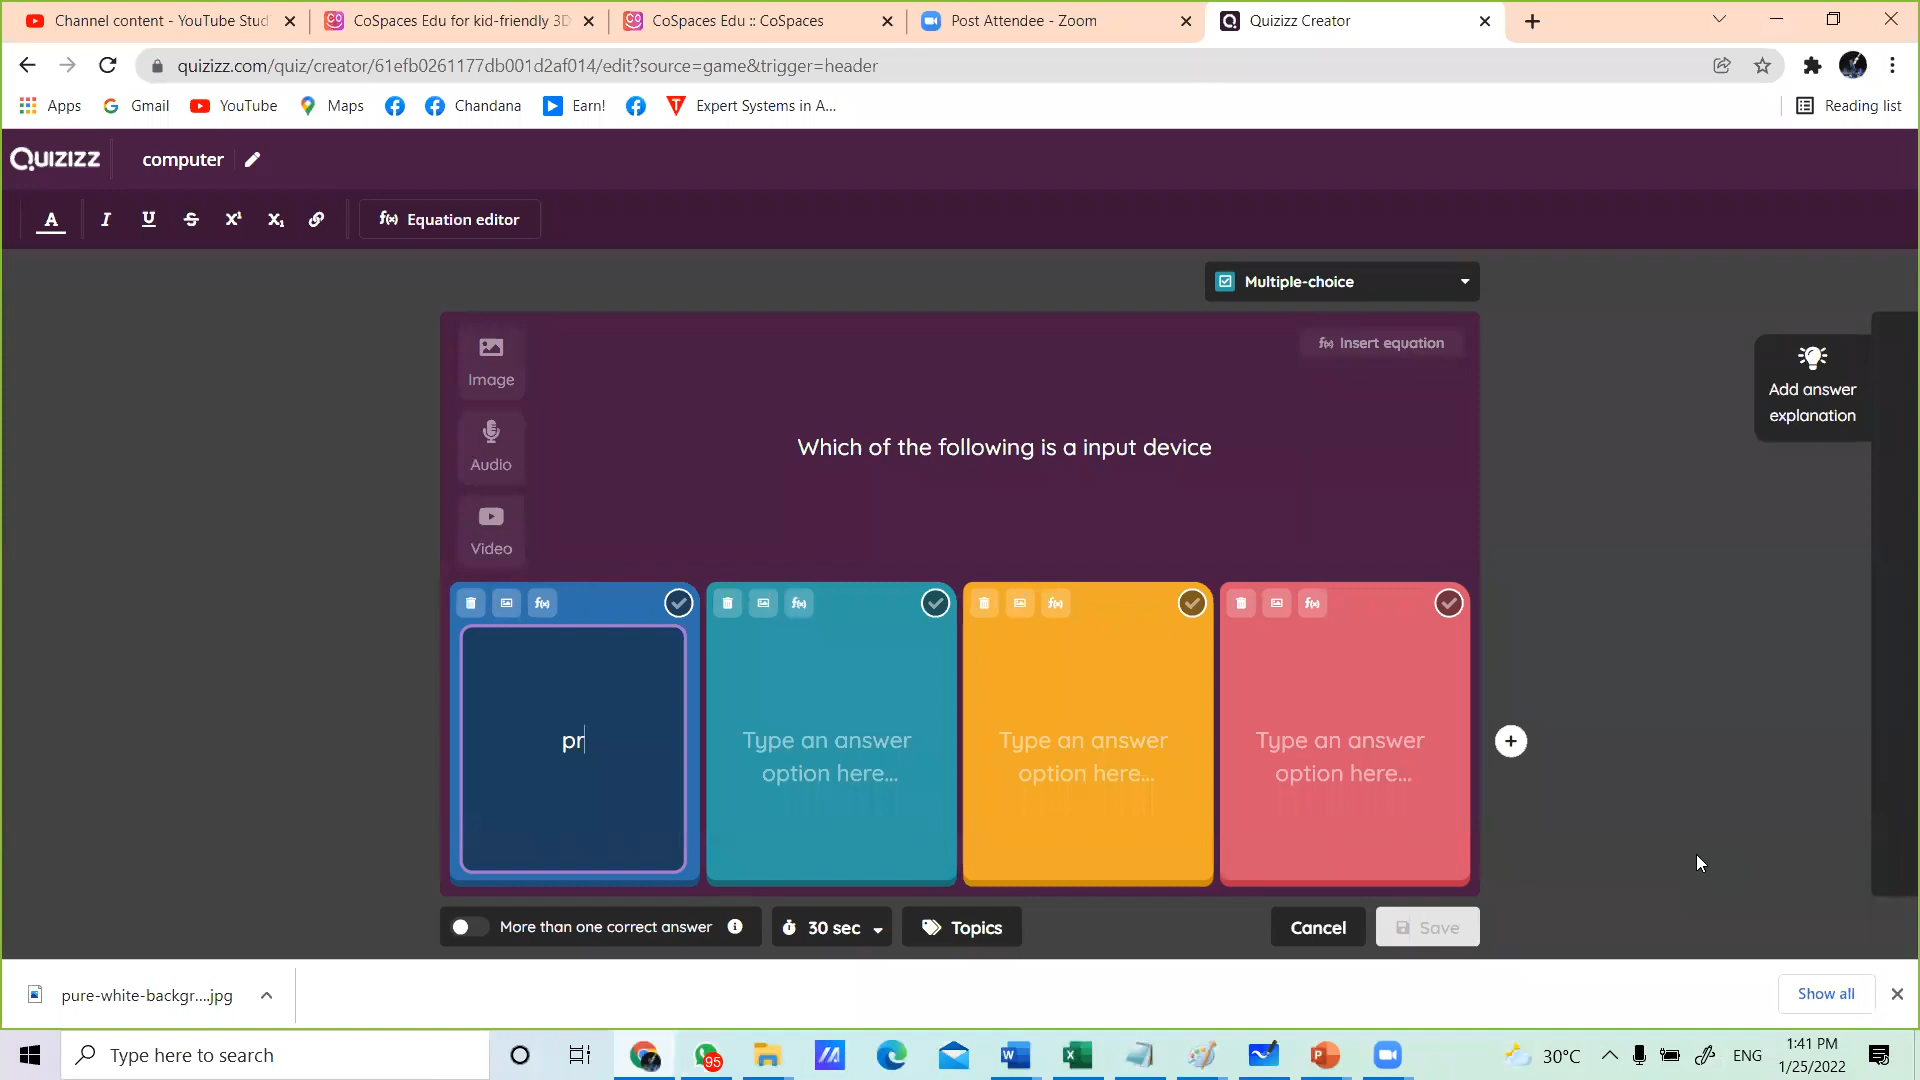 Channel content - YouTube Stud
CoSpaces Edu for kid-friendly 3D
CoSpaces Edu :: CoSpaces
Post Attendee - Zoom
Quizizz Creator
quizizz.com/quiz/creator/61efb0261177db001d2af014/edit?source=game&trigger=header
Apps
Gmail
YouTube
Maps
Chandana
Earn!
Expert Systems in A...
Reading list
QUIZIZZ
computer
A I U S X¹ X₁
f(x) Equation editor
Multiple-choice
Image
f(x) Insert equation
Add answer
explanation
Which of the following is a input device
Audio
Video
f(x)
f(x)
f(x)
f(x)
pr
Type an answer
option here...
Type an answer
option here...
Type an answer
option here...
More than one correct answer
30 sec
Topics
Cancel
Save
pure-white-backgr....jpg
Show all
Type here to search
95
30°C
ENG
1:41 PM
1/25/2022